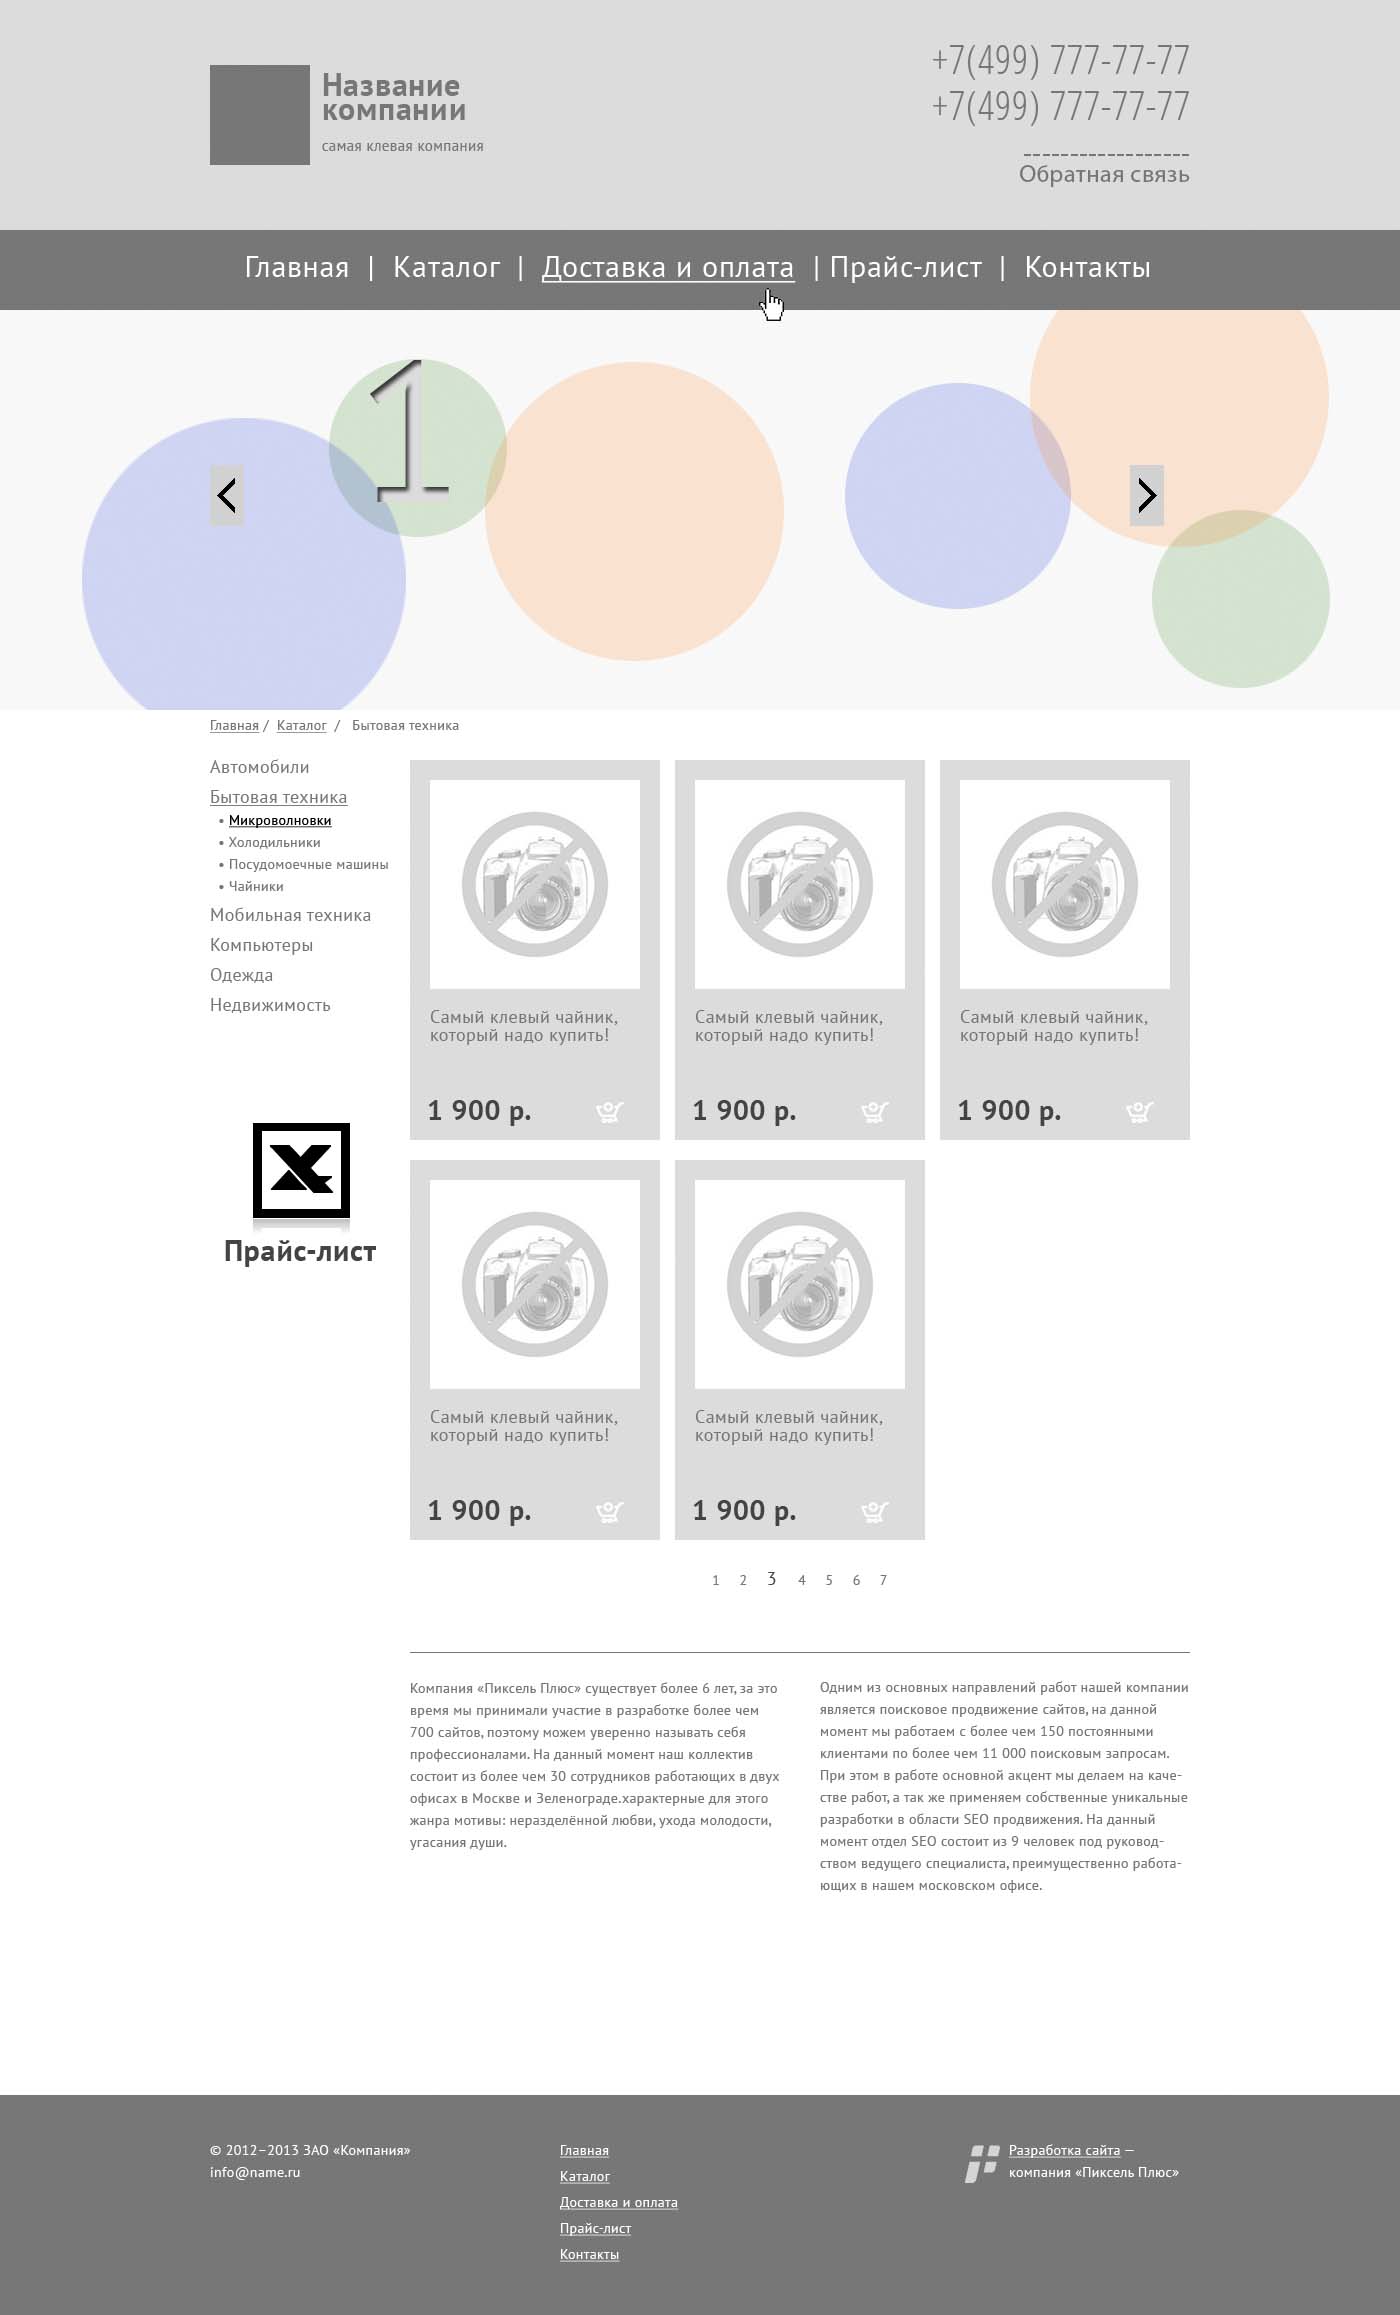 Название
компании
самая клевая компания
+7(499) 777-77-77
+7(499) 777-77-77
Обратная связь
Главная | Каталог | Доставка и оплата | Прайс-лист | Контакты
1
Главная / Каталог / Бытовая техника
Автомобили
Бытовая техника
• Микроволновки
• Холодильники
• Посудомоечные машины
• Чайники
Мобильная техника
Компьютеры
Одежда
Недвижимость
Прайс-лист
Самый клевый чайник,
который надо купить!
1 900 р.
Самый клевый чайник,
который надо купить!
1 900 р.
Самый клевый чайник,
который надо купить!
1 900 р.
Самый клевый чайник,
который надо купить!
1 900 р.
Самый клевый чайник,
который надо купить!
1 900 р.
1 2 3 4 5 6 7
Компания «Пиксель Плюс» существует более 6 лет, за это
время мы принимали участие в разработке более чем
700 сайтов, поэтому можем уверенно называть себя
профессионалами. На данный момент наш коллектив
состоит из более чем 30 сотрудников работающих в двух
офисах в Москве и Зеленограде.характерные для этого
жанра мотивы: неразделённой любви, ухода молодости,
угасания души.
Одним из основных направлений работ нашей компании
является поисковое продвижение сайтов, на данной
момент мы работаем с более чем 150 постоянными
клиентами по более чем 11 000 поисковым запросам.
При этом в работе основной акцент мы делаем на каче-
стве работ, а так же применяем собственные уникальные
разработки в области SEO продвижения. На данный
момент отдел SEO состоит из 9 человек под руковод-
ством ведущего специалиста, преимущественно работа-
ющих в нашем московском офисе.
© 2012–2013 ЗАО «Компания»
info@name.ru
Главная
Каталог
Доставка и оплата
Прайс-лист
Контакты
Разработка сайта —
компания «Пиксель Плюс»